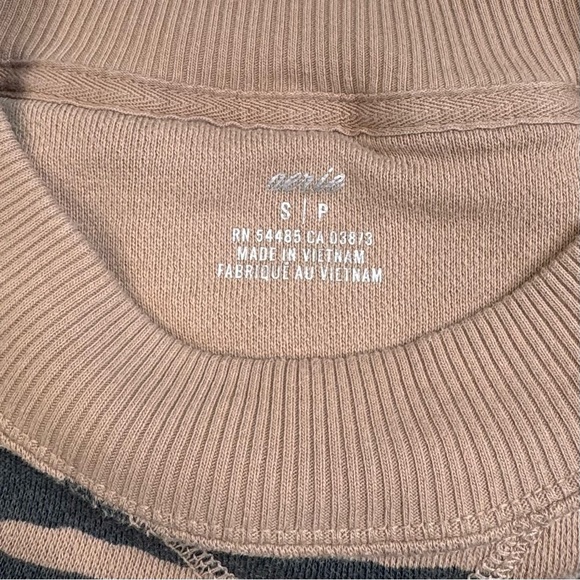 aerie
S | P
RN 54485 CA 03873
MADE IN VIETNAM
FABRIQUÉ AU VIETNAM